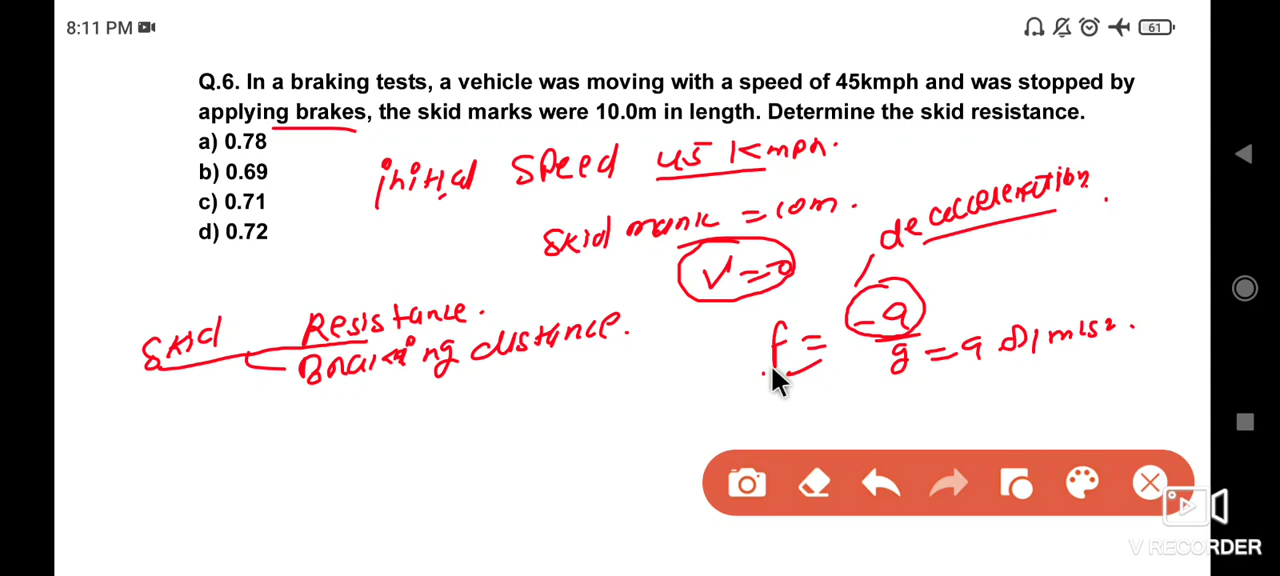 8:11 PM
61
Q.6. In a braking tests, a vehicle was moving with a speed of 45kmph and was stopped by
applying brakes, the skid marks were 10.0m in length. Determine the skid resistance.
a) 0.78
b) 0.69
c) 0.71
d) 0.72
initial speed 45 kmph.
skid mark = 10m.
deacceleration
V=0
Skid Resistance.
Braking distance.
f = -a
g = 9.81 m/s²
V RECORDER